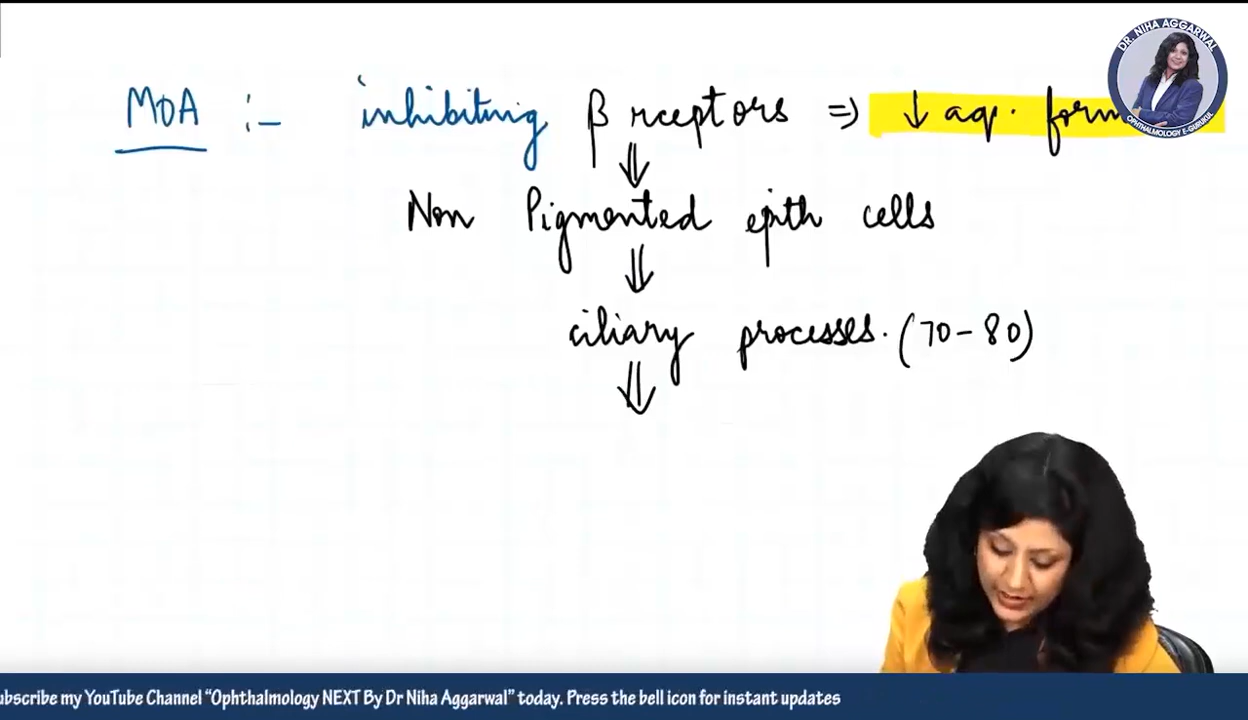 DR. NIHA AGGARWAL
OPHTHALMOLOGY E-GURUKUL
MOA :- inhibiting β rceptors ⇒ ↓ aq. form
Non Pigmented epith cells
ciliary processes. (70-80)
ubscribe my YouTube Channel “Ophthalmology NEXT By Dr Niha Aggarwal” today. Press the bell icon for instant updates